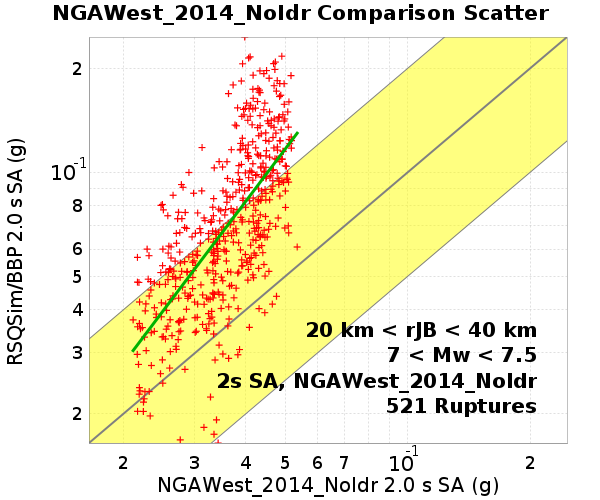 NGAWest_2014_NoIdr Comparison Scatter
RSQSim/BBP 2.0 s SA (g)
2
10-1
8
6
5
4
3
2
20 km < rJB < 40 km
7 < Mw < 7.5
2s SA, NGAWest_2014_NoIdr
521 Ruptures
2 3 4 5 6 7 10-1 2
NGAWest_2014_NoIdr 2.0 s SA (g)